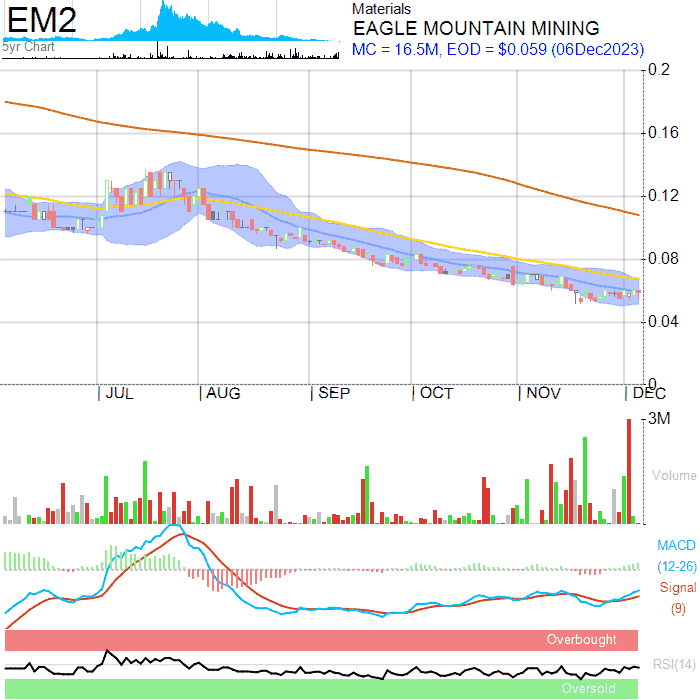 EM2
5yr Chart
Materials
EAGLE MOUNTAIN MINING
MC = 16.5M, EOD = $0.059 (06Dec2023)
0.2
0.16
0.12
0.08
0.04
0
JUL AUG SEP OCT NOV DEC
3M
Volume
MACD
(12-26)
Signal
(9)
Overbought
RSI(14)
Oversold